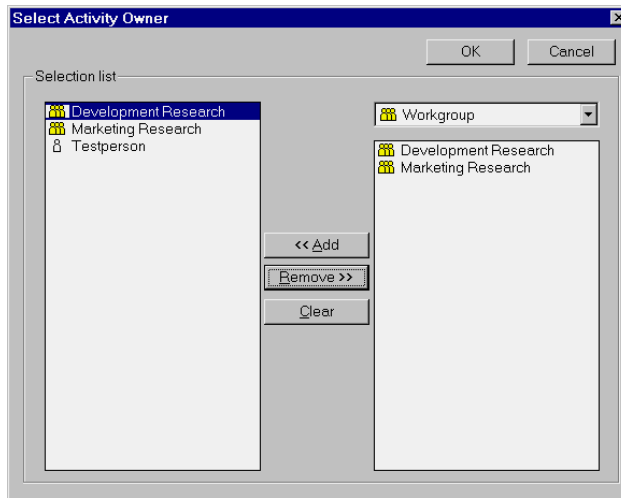 Select Activity Owner
OK Cancel
Selection list
Development Research
Marketing Research
Testperson
<< Add
Remove >>
Clear
Workgroup
Development Research
Marketing Research